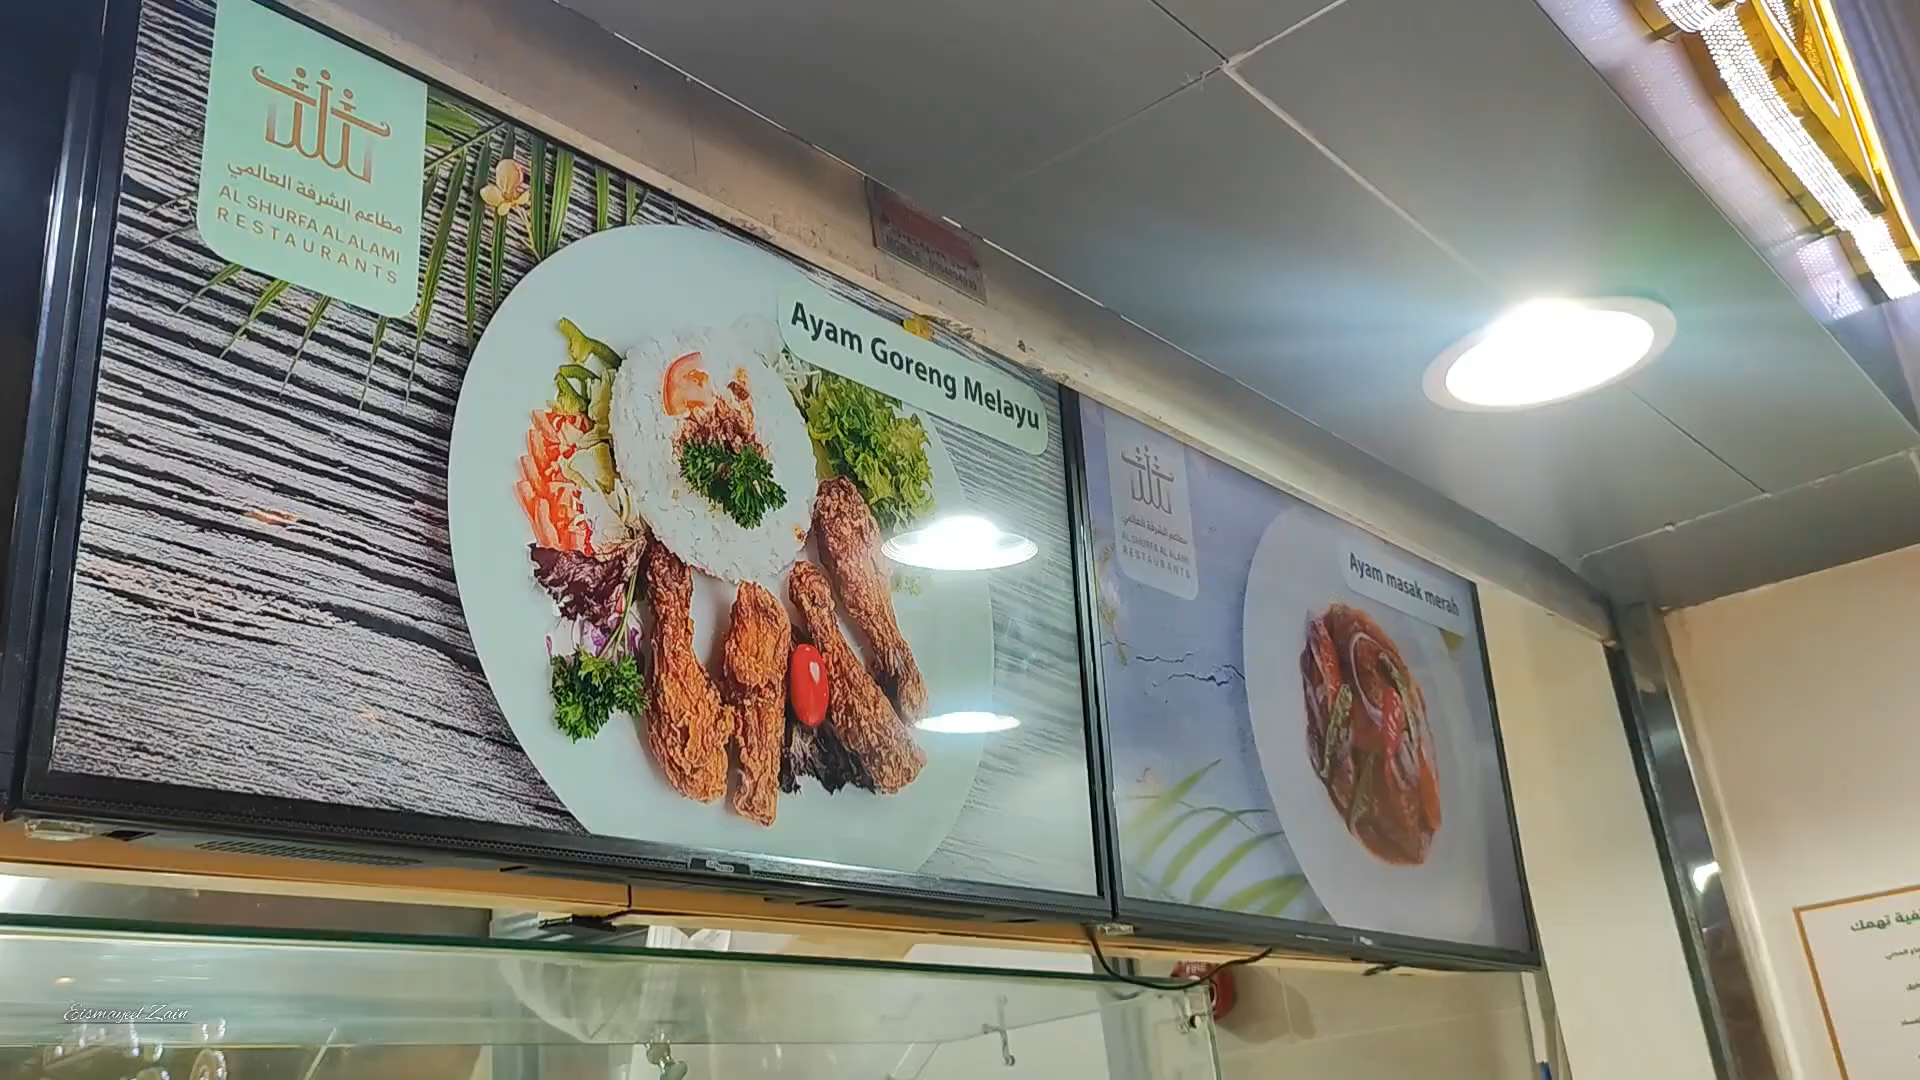 مطاعم الشرفة العالمي
AL SHURFA AL ALAMI
RESTAURANTS
Ayam Goreng Melayu
مطاعم الشرفة العالمي
AL SHURFA AL ALAMI
RESTAURANTS
Ayam masak merah
تهمك
Eismayeel Zain